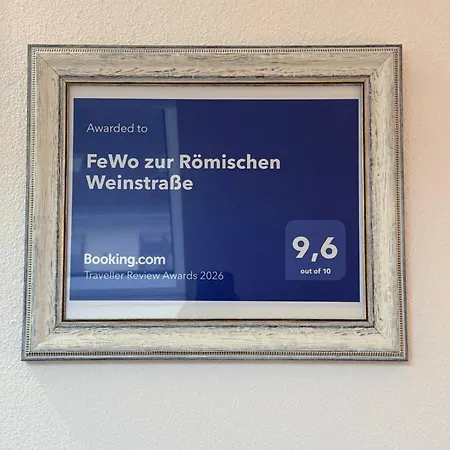 Awarded to
FeWo zur Römischen
Weinstraße
Booking.com
Traveller Review Awards 2026
9,6
out of 10